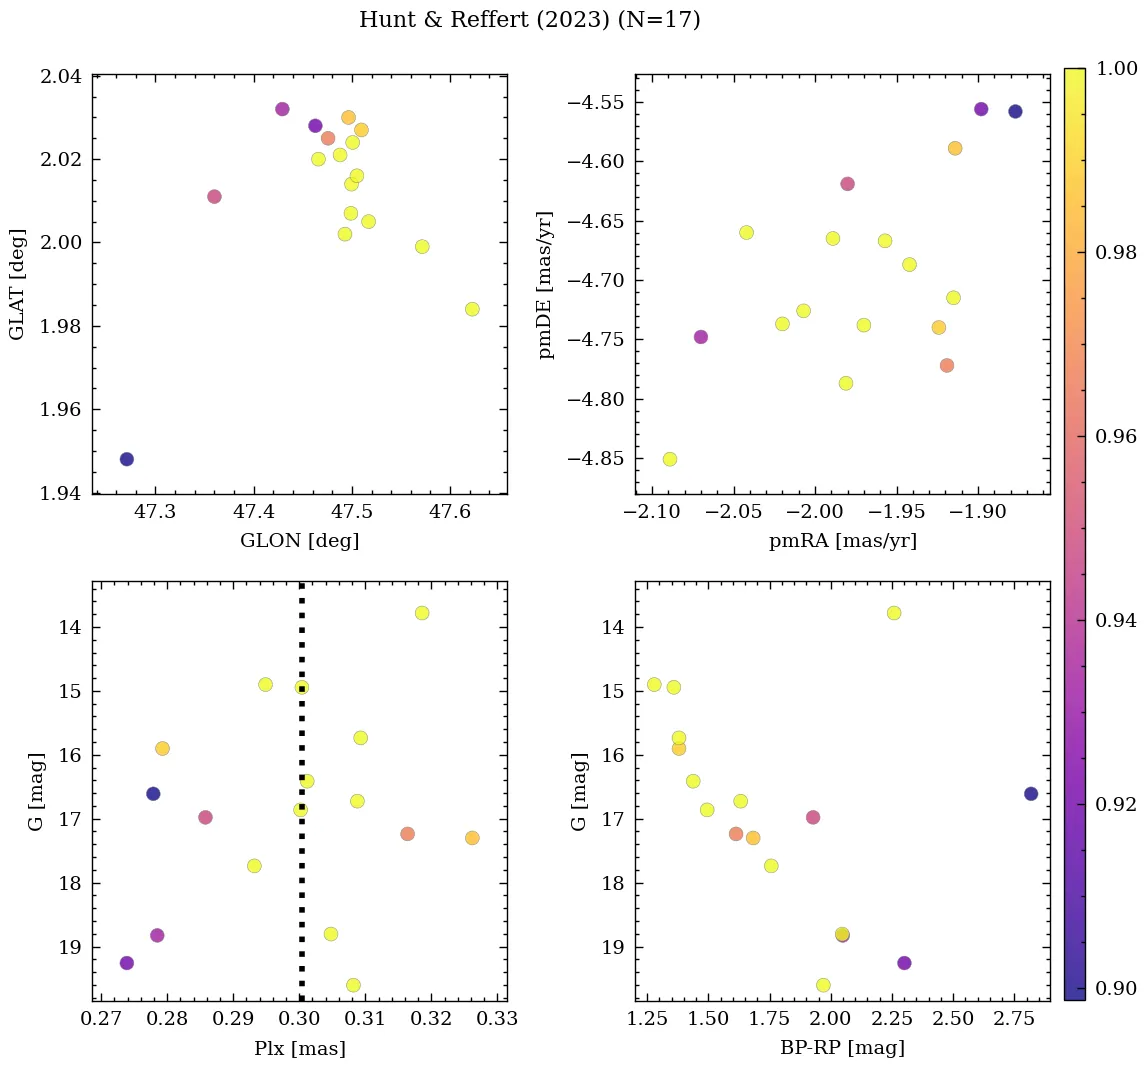 Hunt & Reffert (2023) (N=17)
2.04
2.02
2.00
1.98
1.96
1.94
GLAT [deg]
47.3 47.4 47.5 47.6
GLON [deg]
−4.55
−4.60
−4.65
−4.70
−4.75
−4.80
−4.85
pmDE [mas/yr]
−2.10 −2.05 −2.00 −1.95 −1.90
pmRA [mas/yr]
14
15
16
17
18
19
G [mag]
0.27 0.28 0.29 0.30 0.31 0.32 0.33
Plx [mas]
14
15
16
17
18
19
G [mag]
1.25 1.50 1.75 2.00 2.25 2.50 2.75
BP-RP [mag]
1.00
0.98
0.96
0.94
0.92
0.90